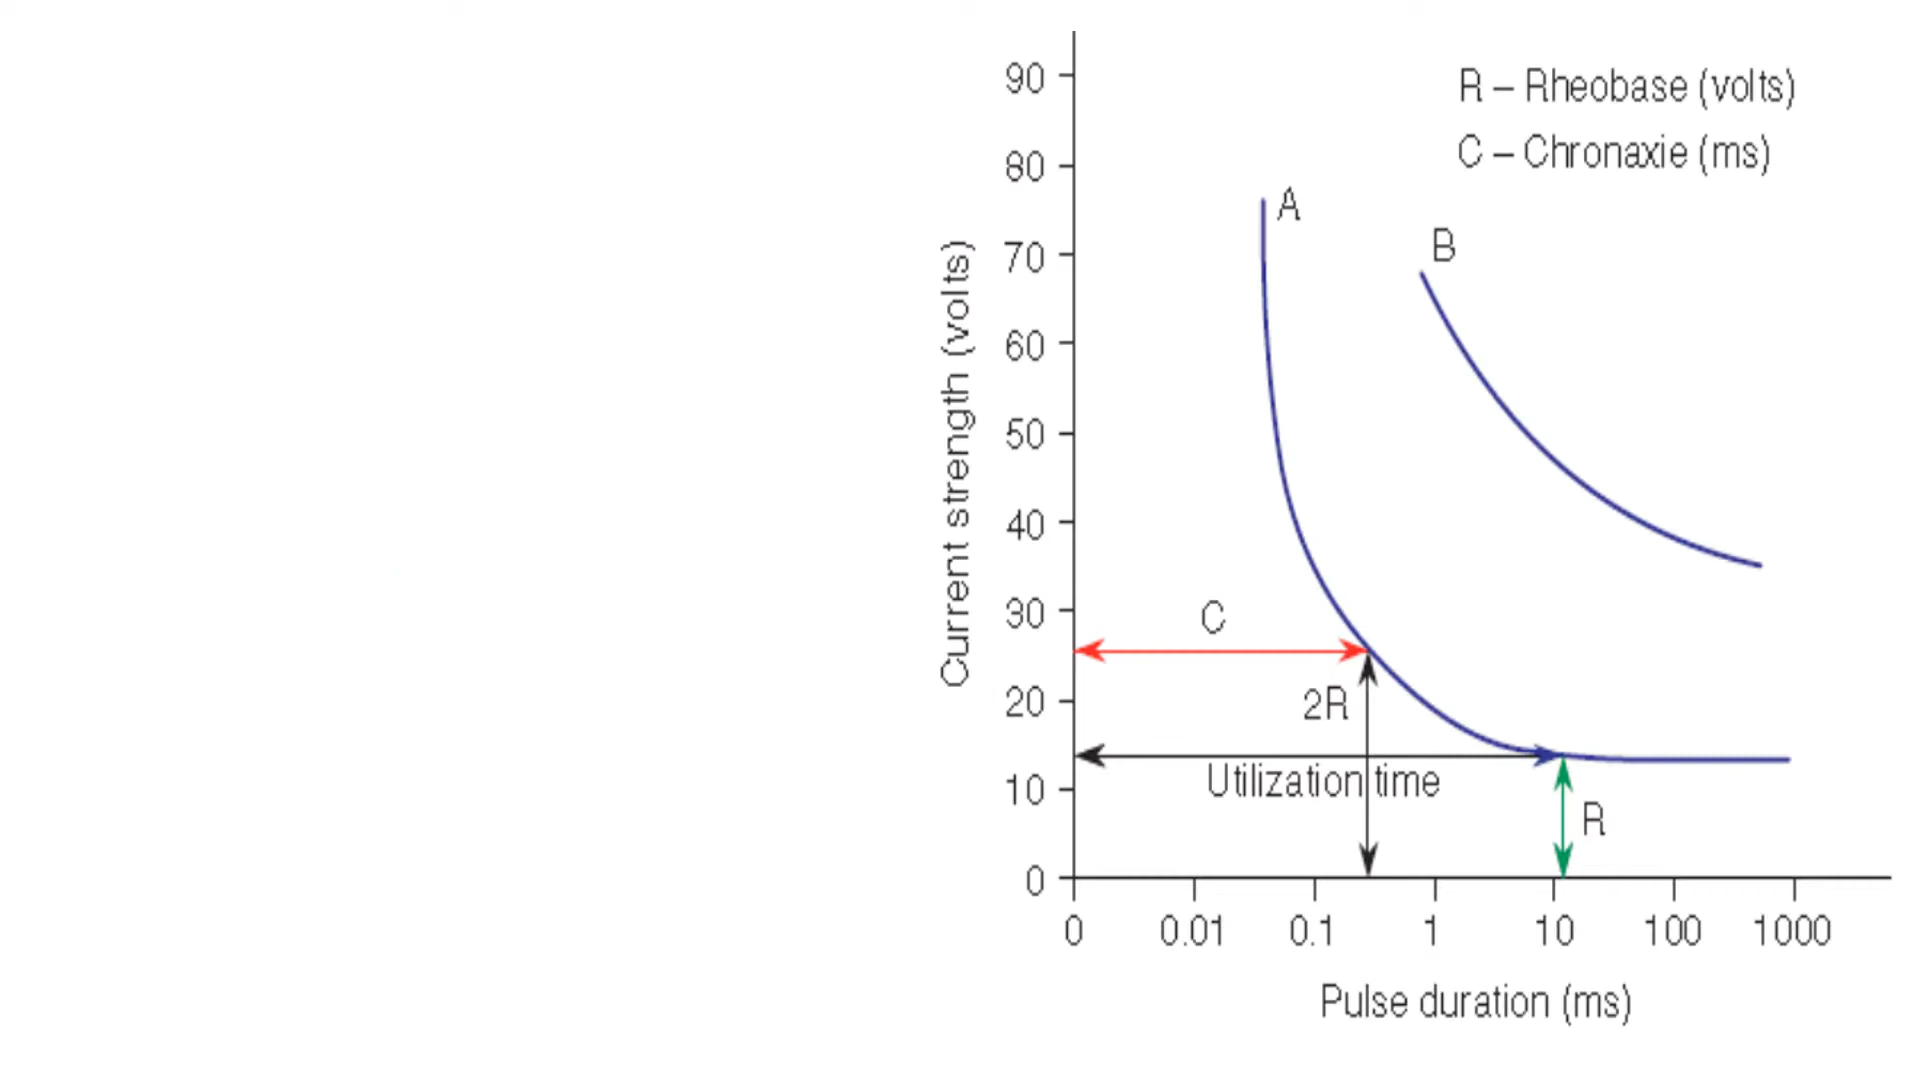 R – Rheobase (volts)
C – Chronaxie (ms)
Current strength (volts)
90
80
70
60
50
40
30
20
10
0
A
B
C
2R
Utilization time
R
0 0.01 0.1 1 10 100 1000
Pulse duration (ms)